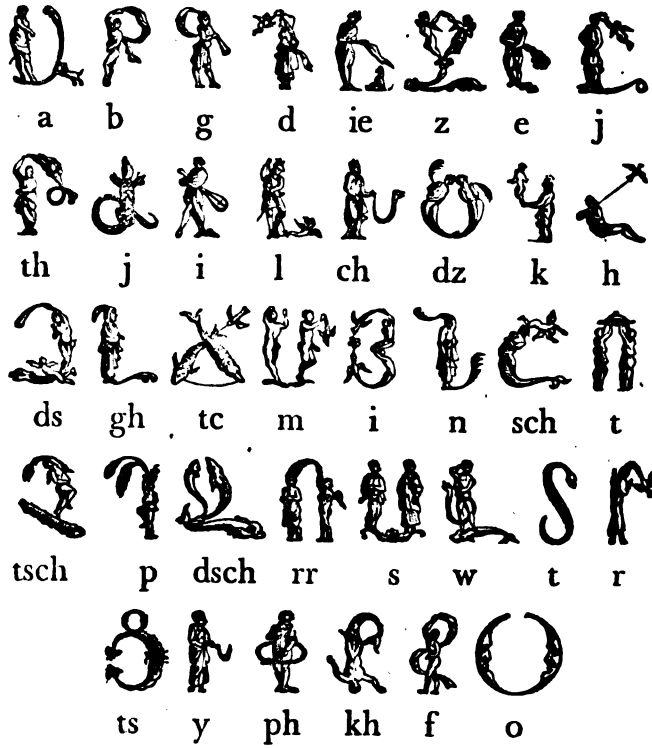 Ա Բ Գ Դ Ե Զ Է Ը
a b g d ie z e j
Թ Ժ Ի Լ Խ Ծ Կ Հ
th j i l ch dz k h
Ձ Ղ Ճ Մ Յ Ն Շ Ո
ds gh tc m i n sch t
Չ Պ Ջ Ռ Ս Վ Տ Ր
tsch p dsch rr s w t r
Ց Ւ Փ Ք Ֆ Օ
ts y ph kh f o